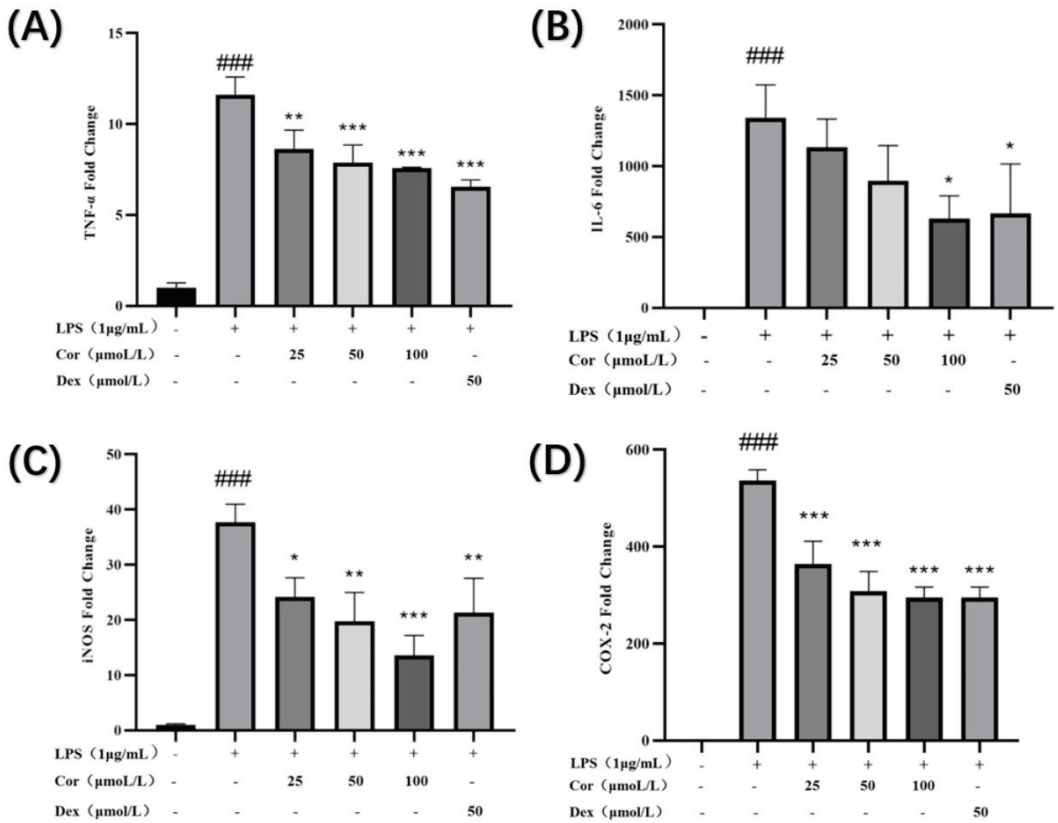 (A)
TNF-α Fold Change
15
10
5
0
###
**
***
***
***
LPS（1μg/mL） - + + + + +
Cor（μmoL/L） - - 25 50 100 -
Dex（μmol/L） - - - - - 50
(B)
IL-6 Fold Change
2000
1500
1000
500
0
###
*
*
LPS（1μg/mL） - + + + + +
Cor（μmoL/L） - - 25 50 100 -
Dex（μmol/L） - - - - - 50
(C)
iNOS Fold Change
50
40
30
20
10
0
###
*
**
***
**
LPS（1μg/mL） - + + + + +
Cor（μmoL/L） - - 25 50 100 -
Dex（μmol/L） - - - - - 50
(D)
COX-2 Fold Change
600
400
200
0
###
***
***
***
***
LPS（1μg/mL） - + + + + +
Cor（μmoL/L） - - 25 50 100 -
Dex（μmol/L） - - - - - 50